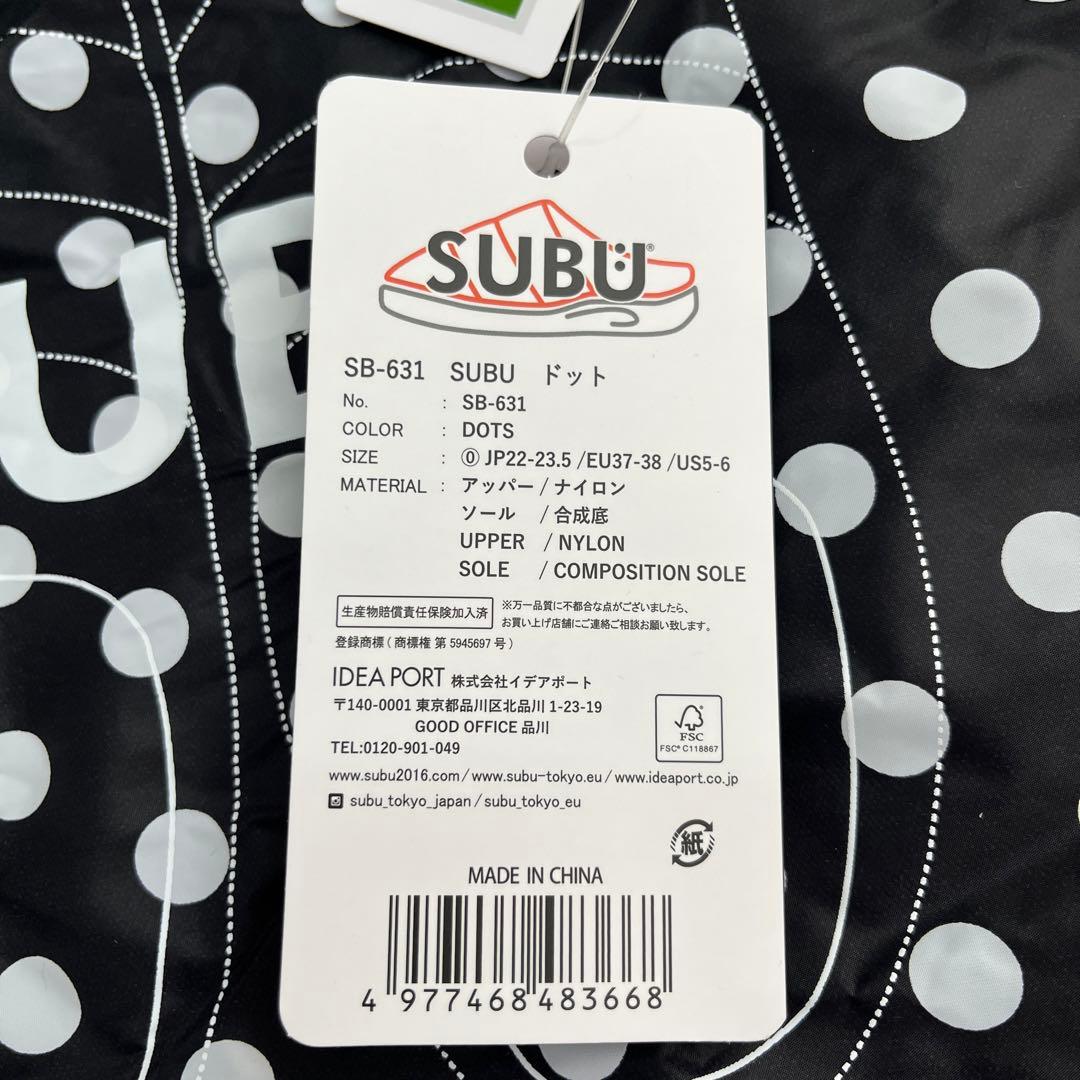 UB
SUBU®
SB-631 SUBU ドット
No. : SB-631
COLOR : DOTS
SIZE : ⓪ JP22-23.5 /EU37-38 /US5-6
MATERIAL : アッパー / ナイロン
ソール / 合成底
UPPER / NYLON
SOLE / COMPOSITION SOLE
生産物賠償責任保険加入済
※万一品質に不都合な点がございましたら、
お買い上げ店舗にご連絡ご相談お願い致します。
登録商標 ( 商標権 第 5945697 号 )
IDEA PORT 株式会社イデアポート
〒140-0001 東京都品川区北品川 1-23-19
GOOD OFFICE 品川
TEL:0120-901-049
FSC
FSC® C118867
www.subu2016.com / www.subu-tokyo.eu / www.ideaport.co.jp
subu_tokyo_japan / subu_tokyo_eu
紙
MADE IN CHINA
4 977468 483668